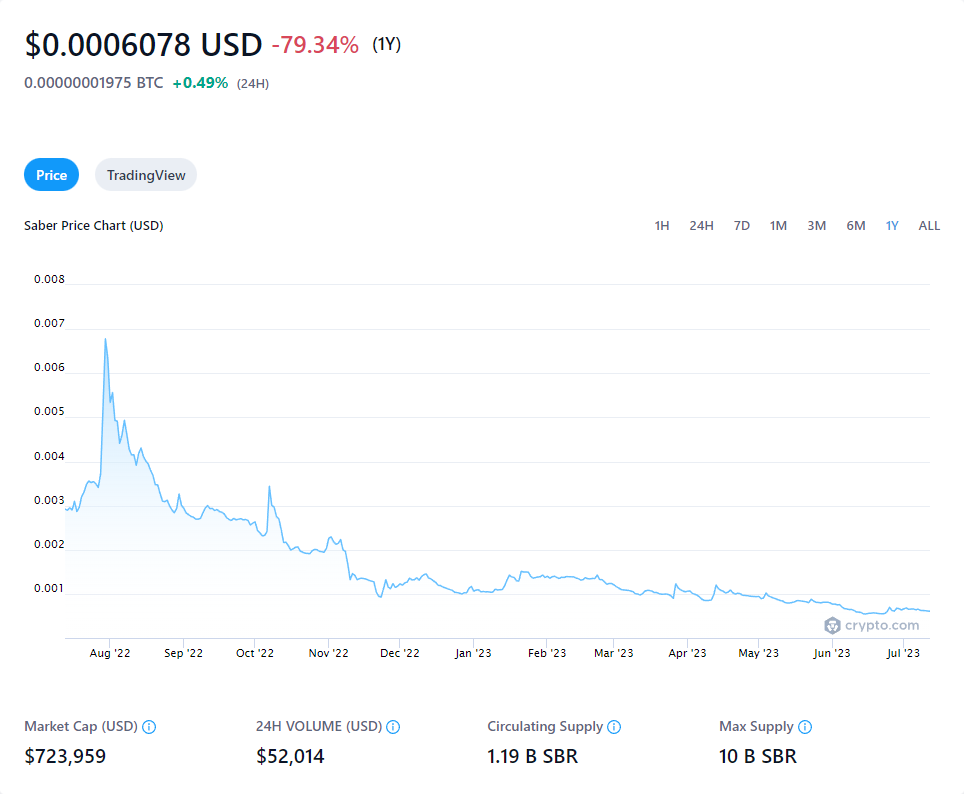 $0.0006078 USD -79.34% (1Y)
0.00000001975 BTC +0.49% (24H)
Price TradingView
Saber Price Chart (USD) 1H 24H 7D 1M 3M 6M 1Y ALL
0.008
0.007
0.006
0.005
0.004
0.003
0.002
0.001
crypto.com
Aug '22 Sep '22 Oct '22 Nov '22 Dec '22 Jan '23 Feb '23 Mar '23 Apr '23 May '23 Jun '23 Jul '23
Market Cap (USD) 24H VOLUME (USD) Circulating Supply Max Supply
$723,959 $52,014 1.19 B SBR 10 B SBR